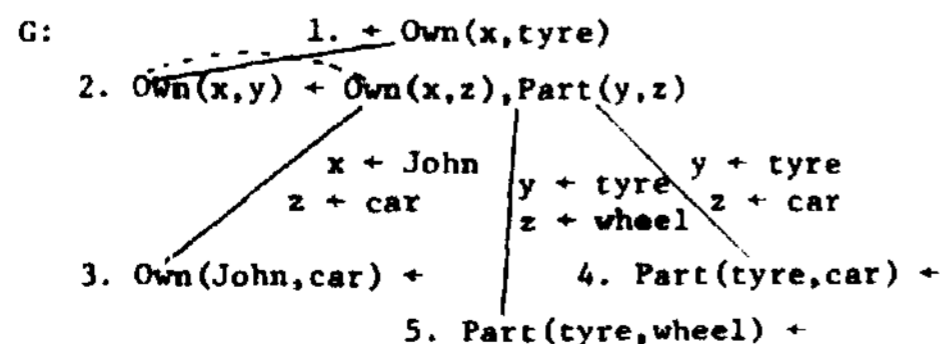 G: 1. ← Own(x,tyre)
2. Own(x,y) ← Own(x,z),Part(y,z)
x ← John
z ← car
y ← tyre
z ← wheel
y ← tyre
z ← car
3. Own(John,car) ←
4. Part(tyre,car) ←
5. Part(tyre,wheel) ←